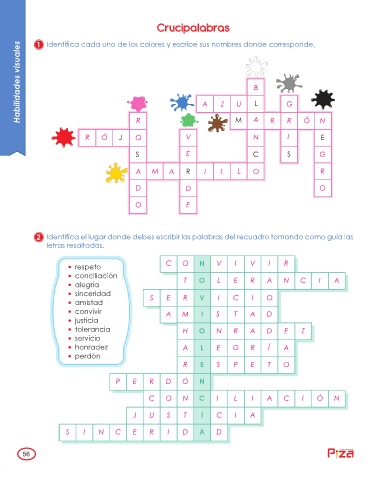 Crucipalabras
Habilidades visuales
1 Identifica cada uno de los colores y escribe sus nombres donde corresponde.
B
A Z U L G
R M A R R Ó N
R Ó J O V N I E
S E C S G
A M A R I L L O R
D D O
O E
2 Identifica el lugar donde debes escribir las palabras del recuadro tomando como guía las
letras resaltadas.
• respeto
• conciliación
• alegría
• sinceridad
• amistad
• convivir
• justicia
• tolerancia
• servicio
• honradez
• perdón
C O N V I V I R
T O L E R A N C I A
S E R V I C I O
A M I S T A D
H O N R A D E Z
A L E G R Í A
R E S P E T O
P E R D Ó N
C O N C I L I A C I Ó N
J U S T I C I A
S I N C E R I D A D
56
Piza